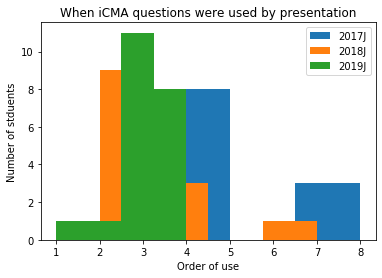 When iCMA questions were used by presentation
2017J
2018J
2019J
Number of stduents
10
8
6
4
2
0
1 2 3 4 5 6 7 8
Order of use